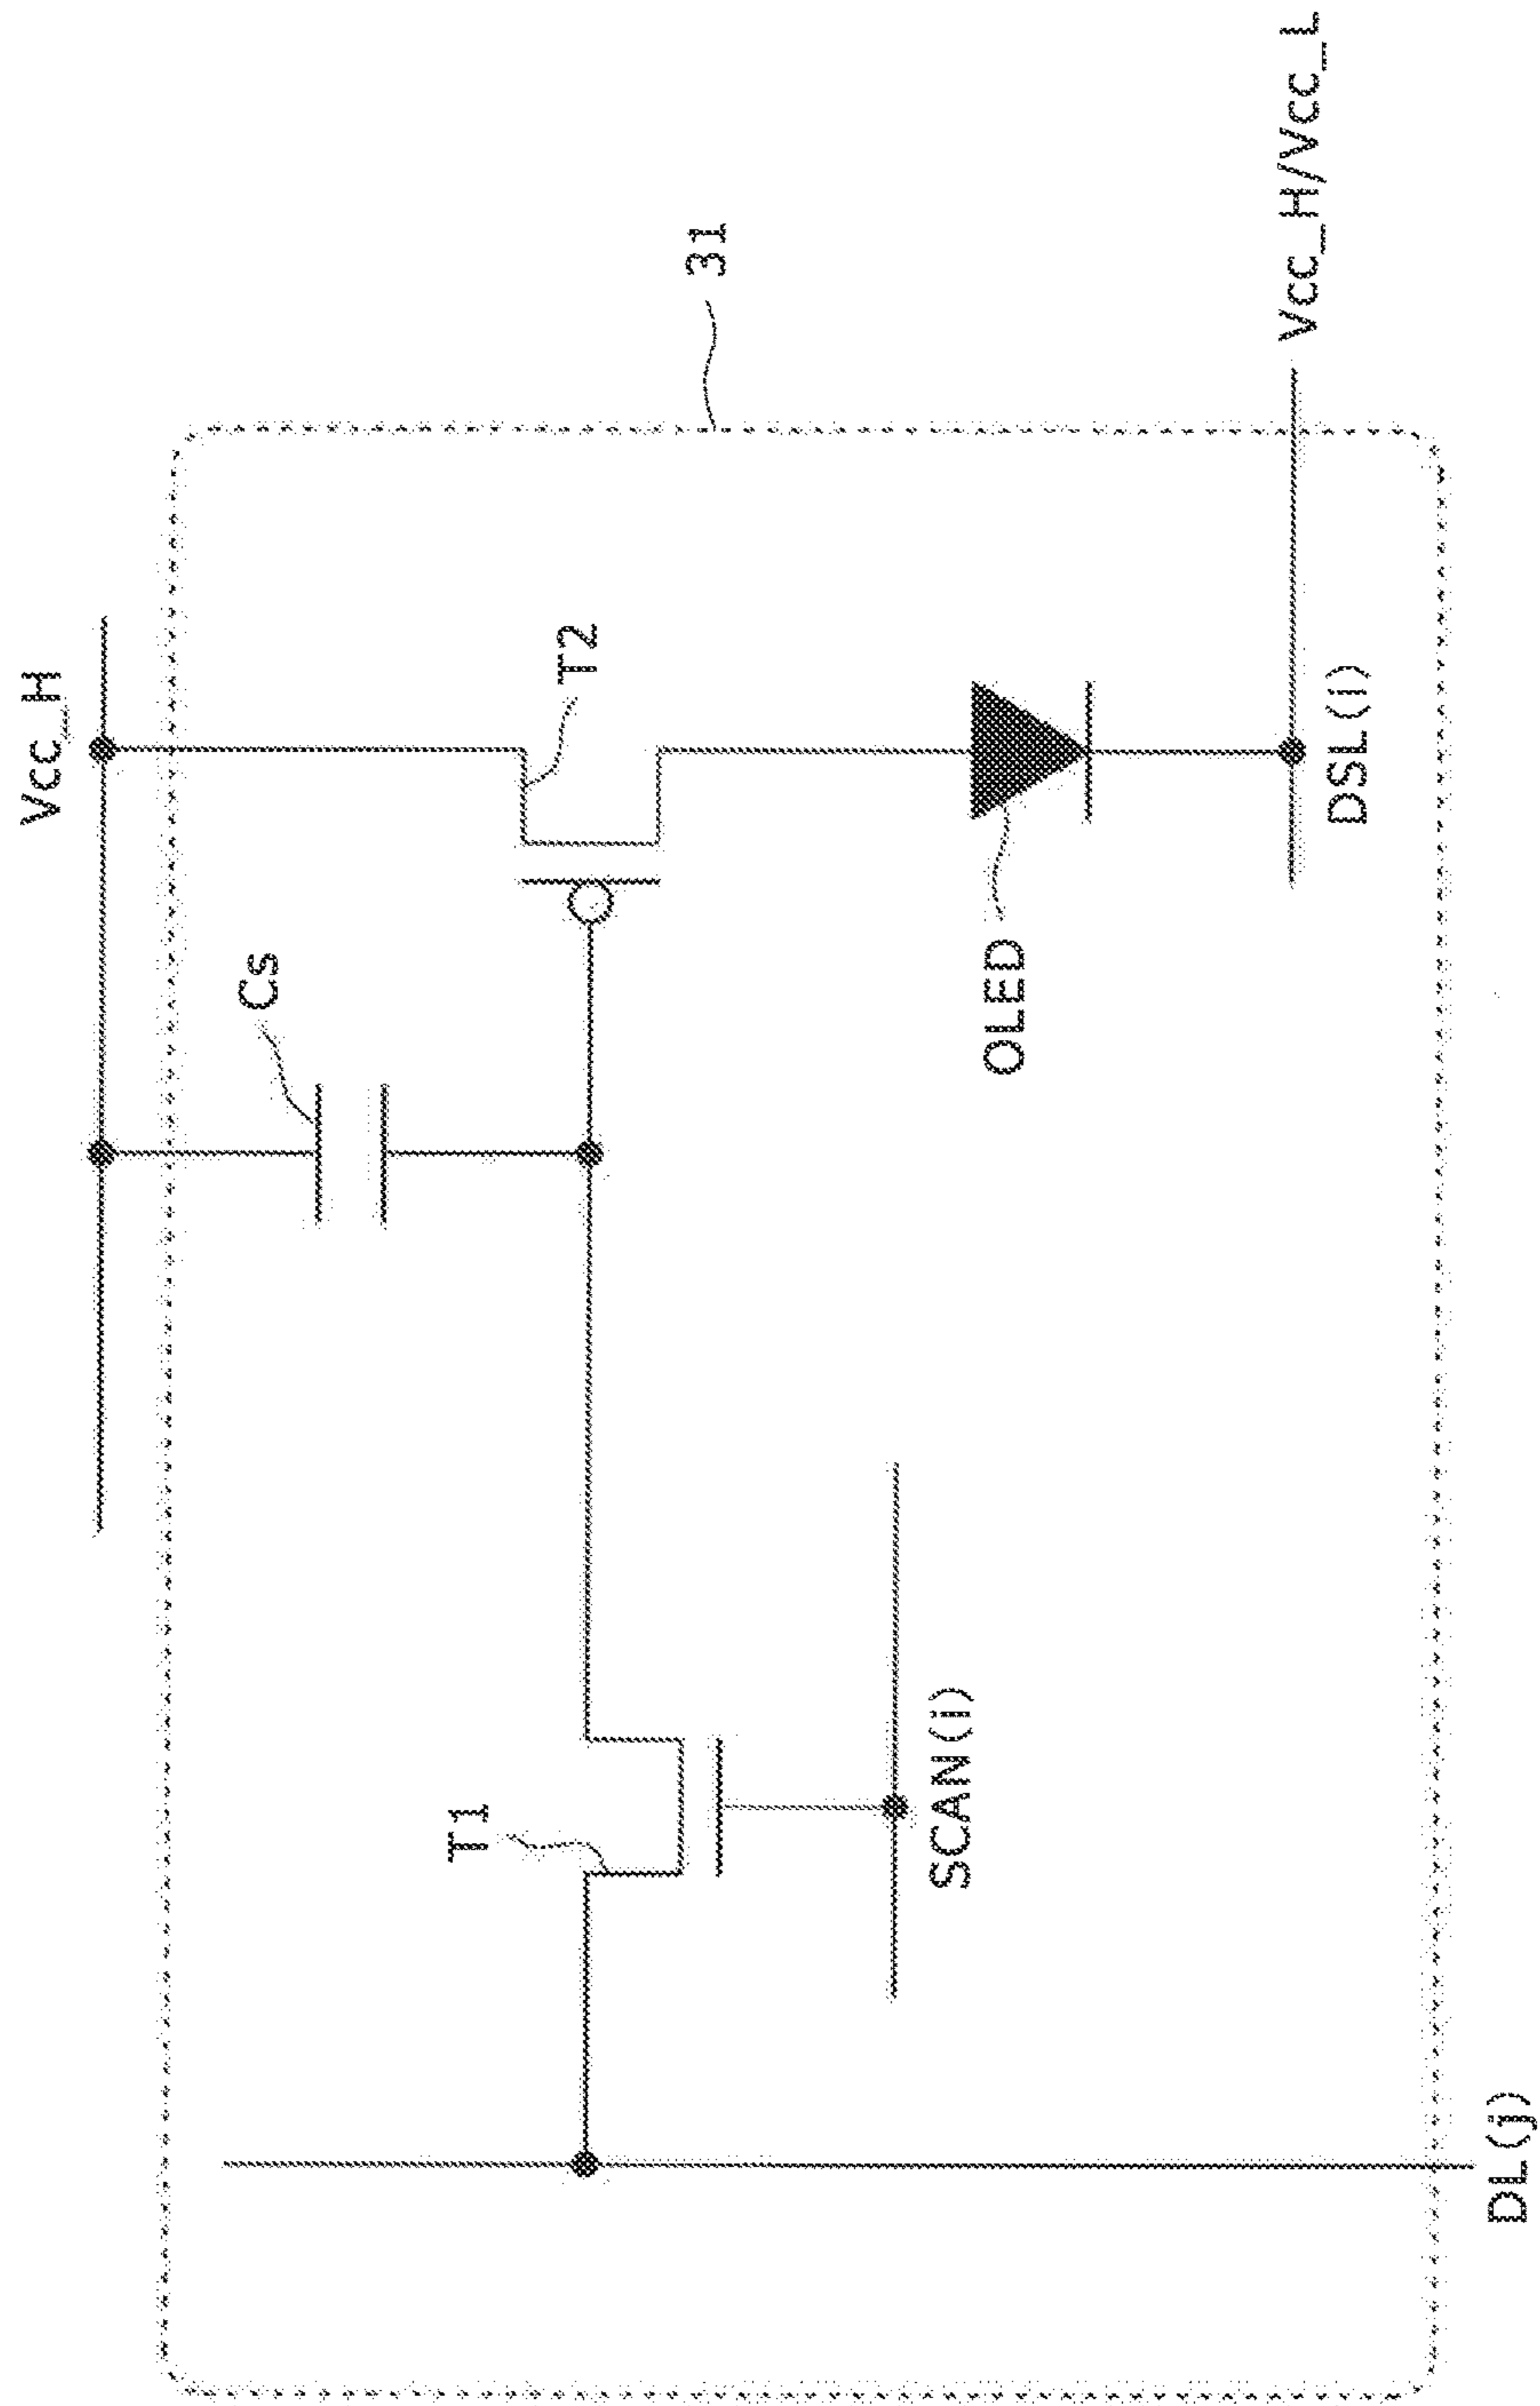 Vcc_H
Cs
T2
31
T1
OLED
SCAN(i)
DSL(i)
Vcc_H/Vcc_L
DL(j)